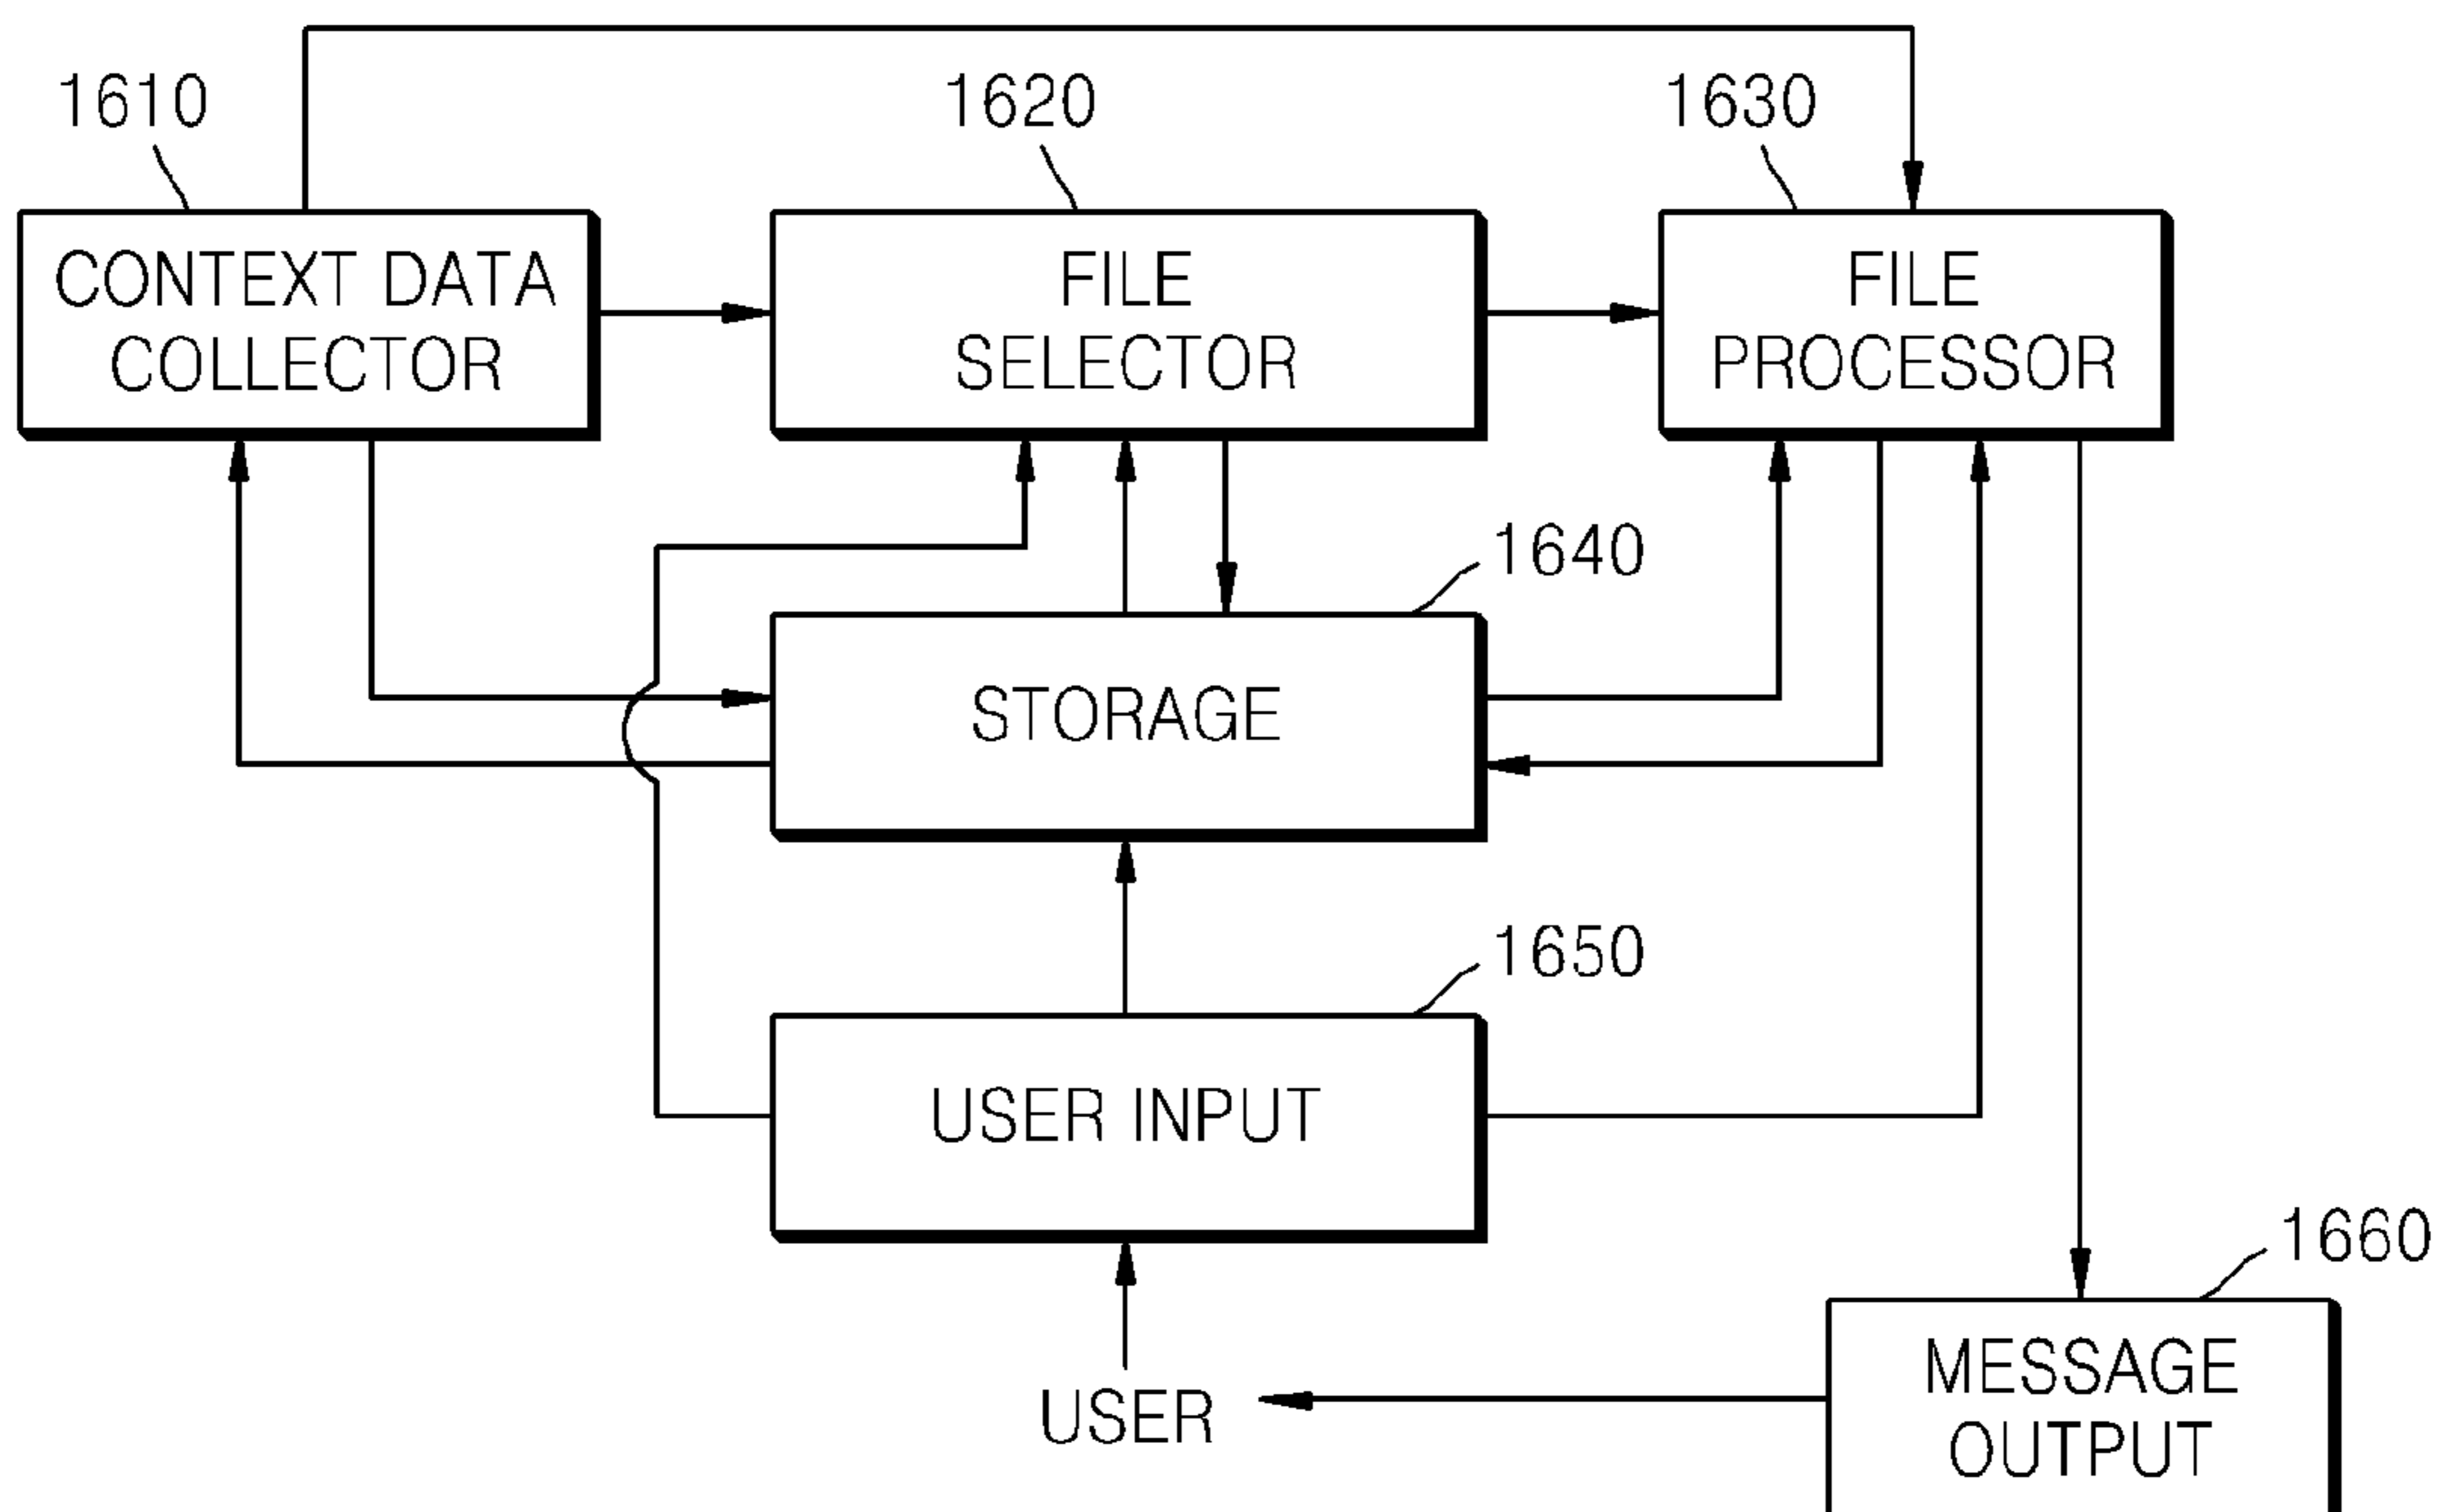 1610
1620
1630
CONTEXT DATA
COLLECTOR
FILE
SELECTOR
FILE
PROCESSOR
1640
STORAGE
1650
USER INPUT
1660
USER
MESSAGE
OUTPUT